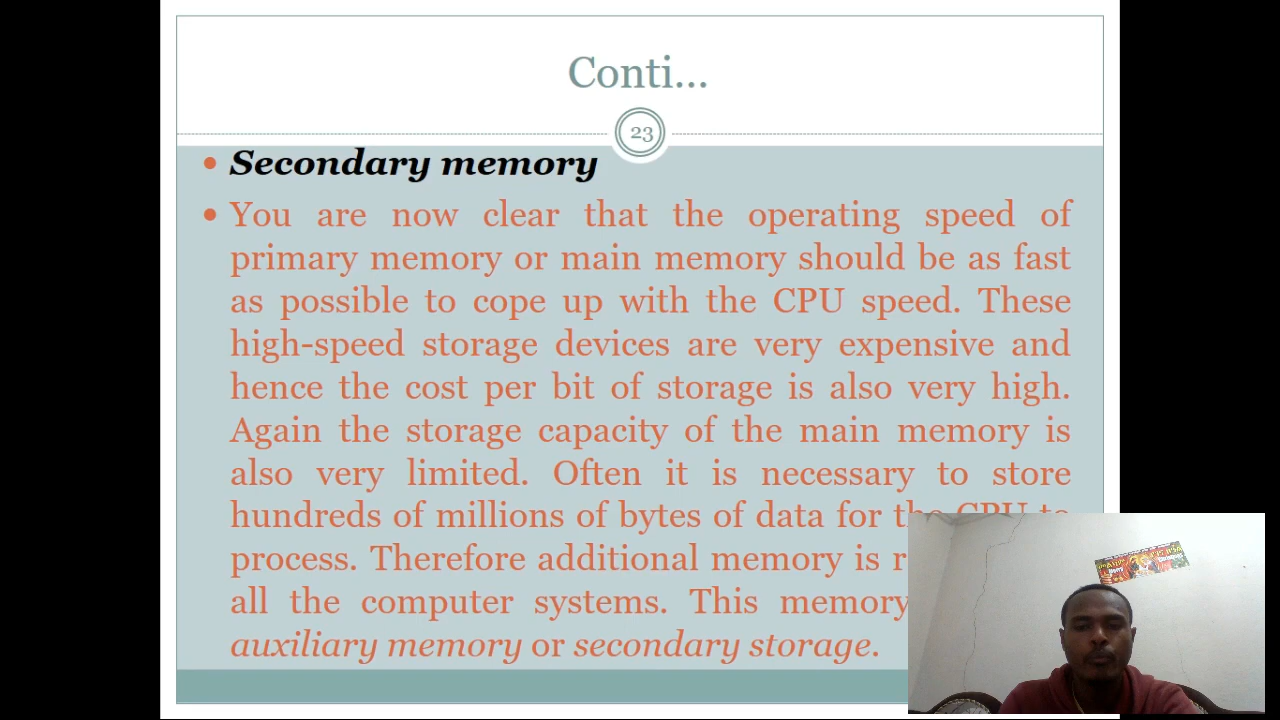 Conti...
23
Secondary memory
You are now clear that the operating speed of
primary memory or main memory should be as fast
as possible to cope up with the CPU speed. These
high-speed storage devices are very expensive and
hence the cost per bit of storage is also very high.
Again the storage capacity of the main memory is
also very limited. Often it is necessary to store
hundreds of millions of bytes of data for the CPU to
process. Therefore additional memory is
all the computer systems. This memory
auxiliary memory or secondary storage.